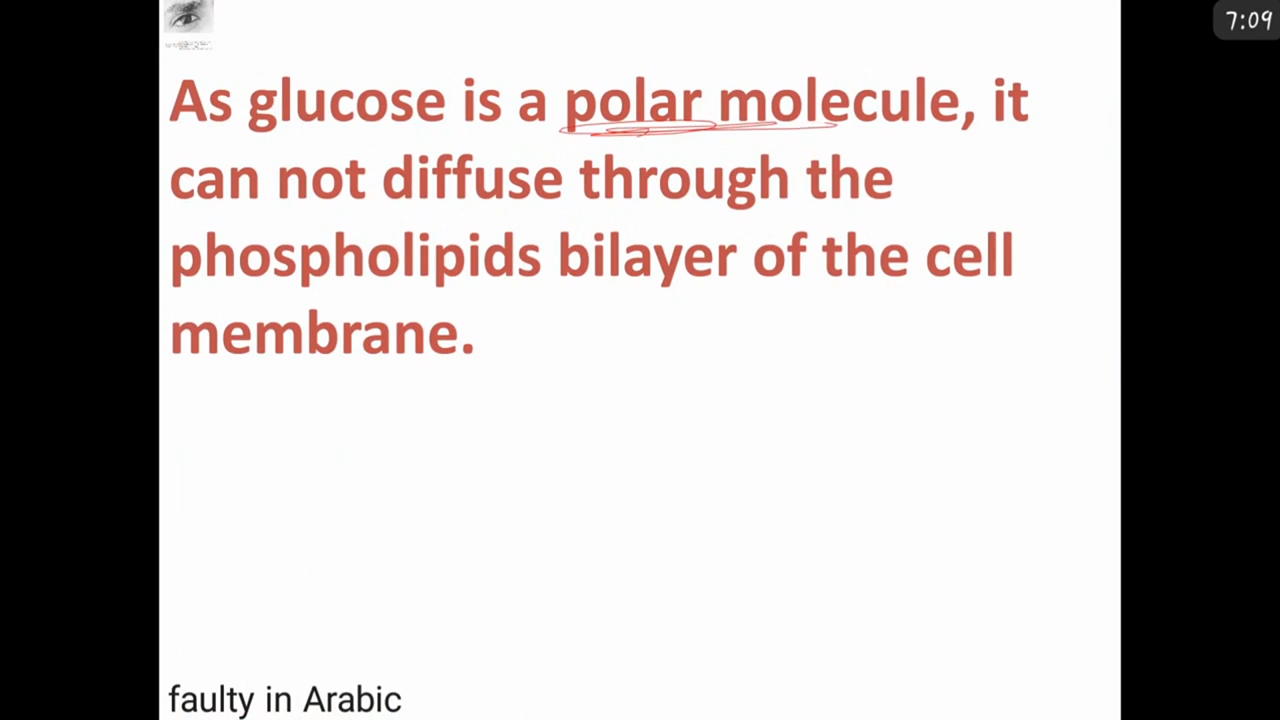 7:09
As glucose is a polar molecule, it
can not diffuse through the
phospholipids bilayer of the cell
membrane.
faulty in Arabic